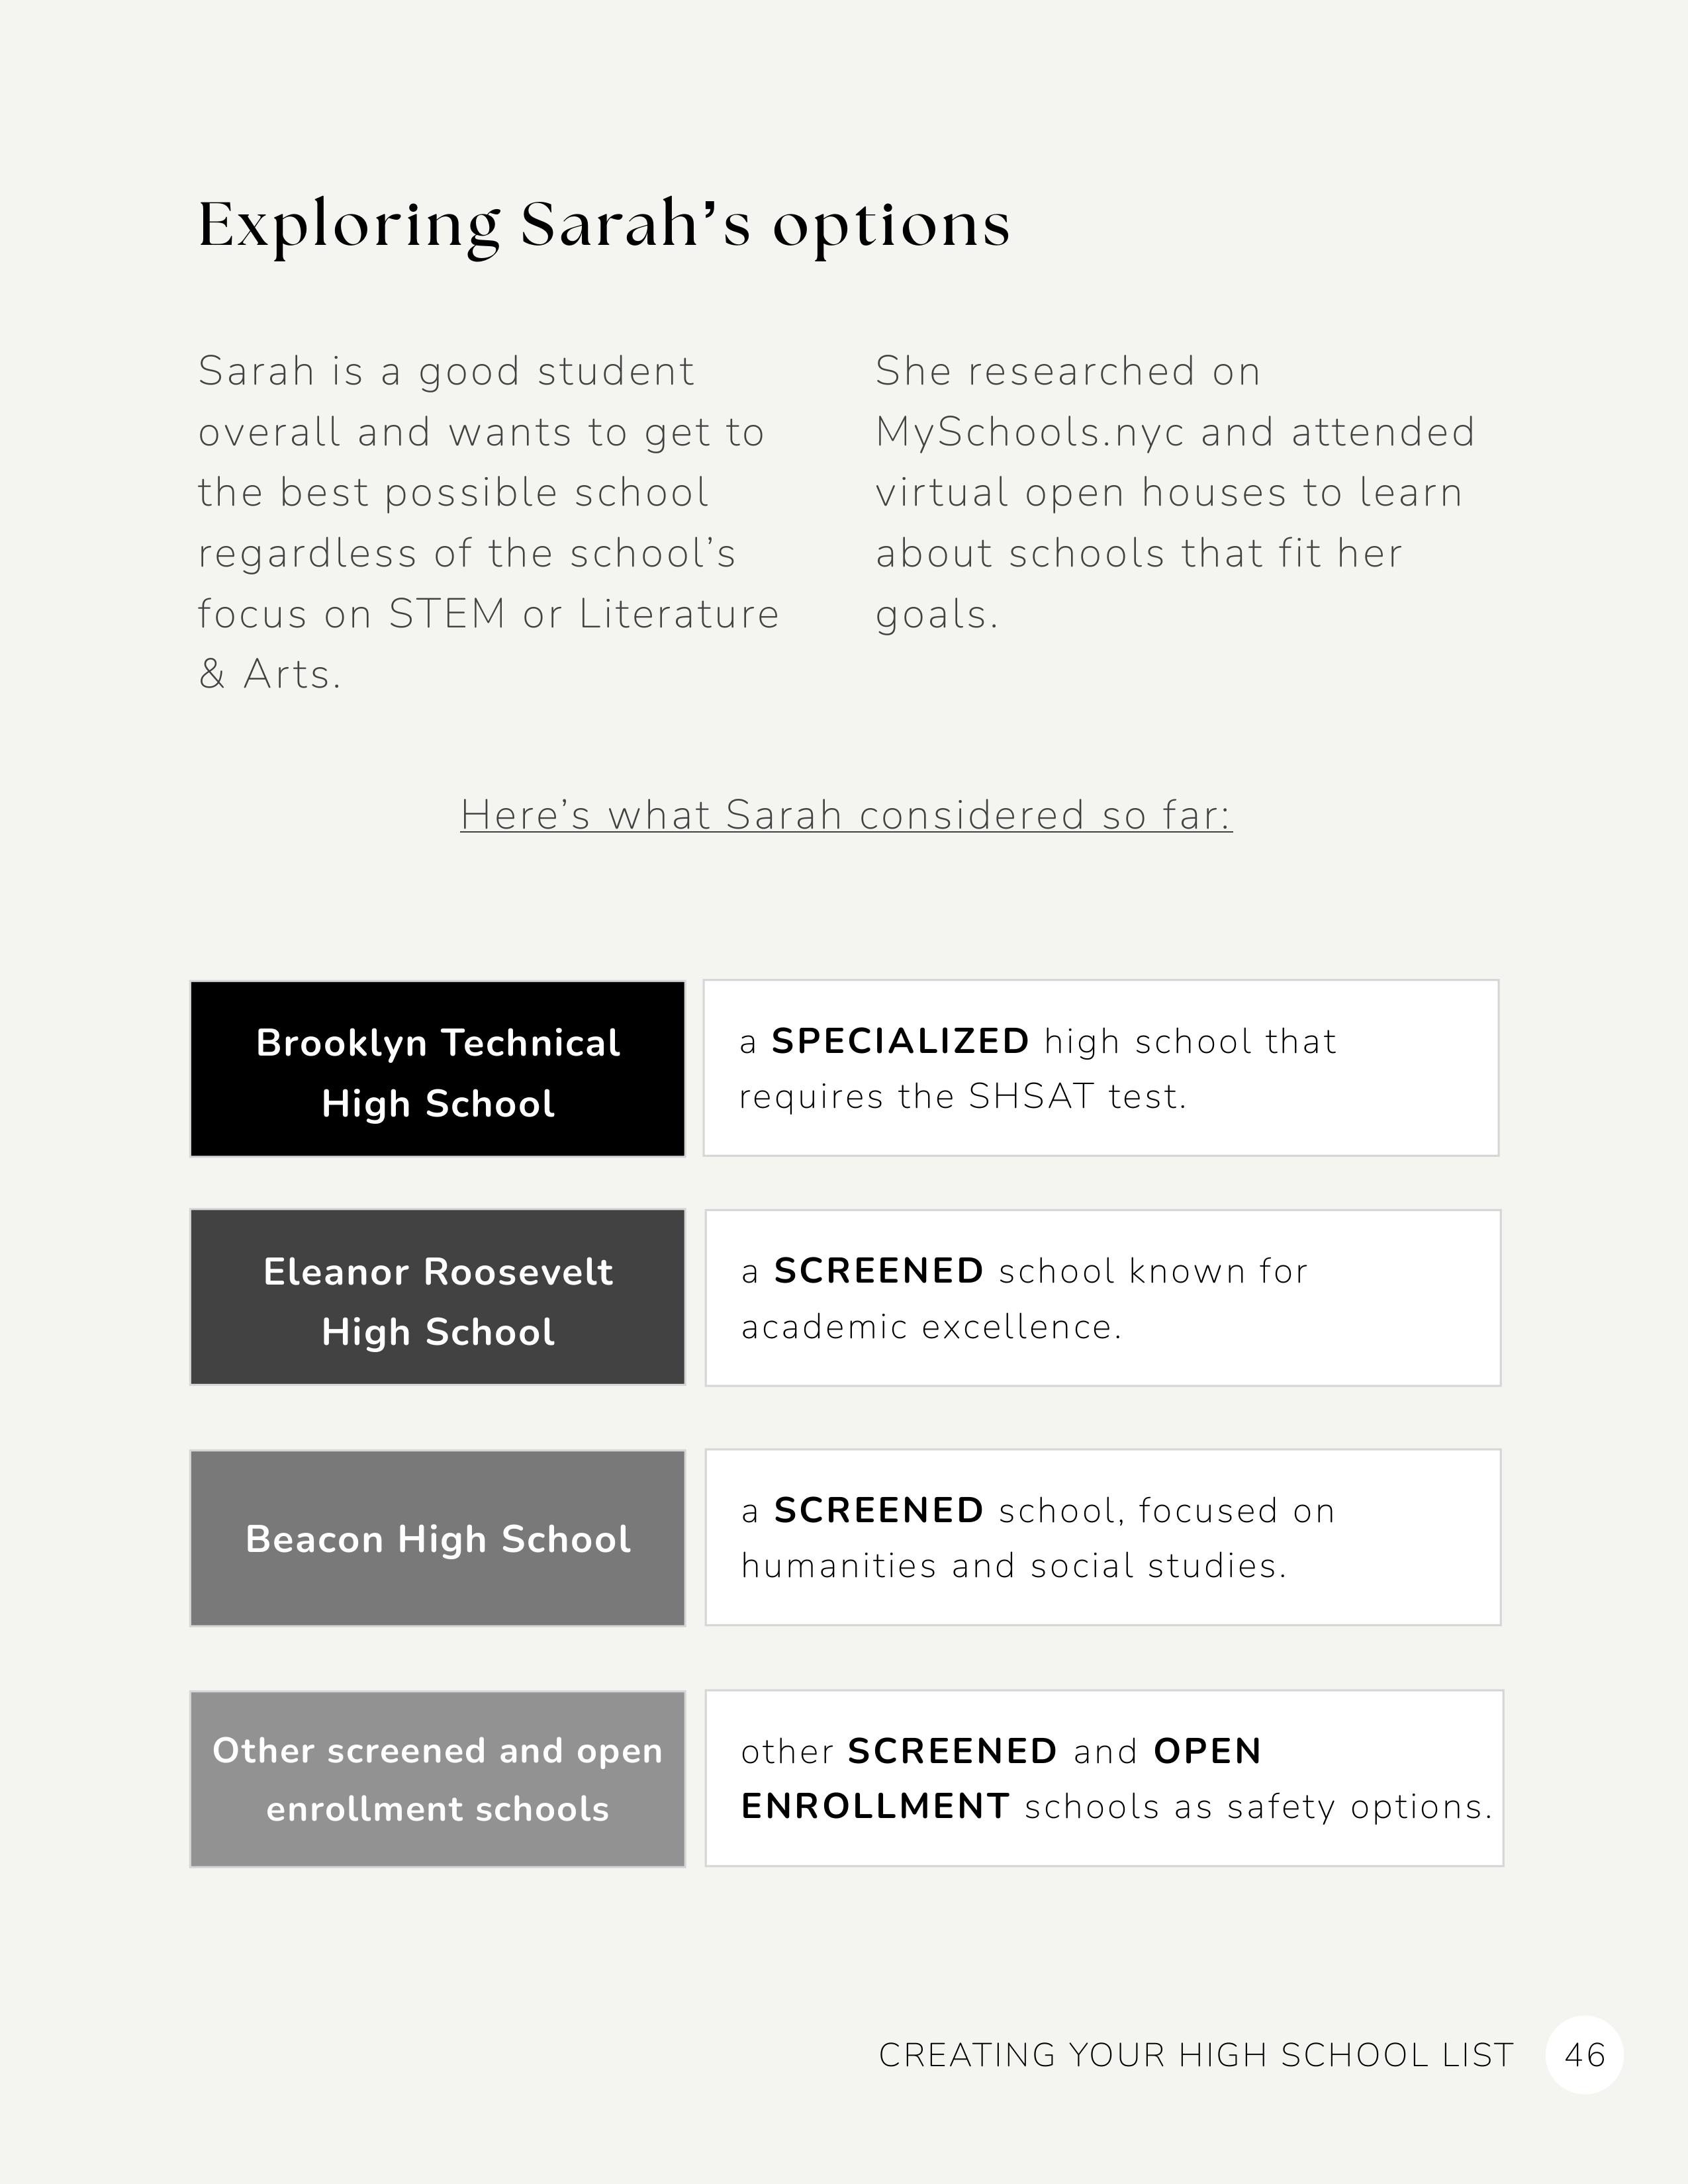 Exploring Sarah’s options
Sarah is a good student
overall and wants to get to
the best possible school
regardless of the school’s
focus on STEM or Literature
& Arts.
She researched on
MySchools.nyc and attended
virtual open houses to learn
about schools that fit her
goals.
Here’s what Sarah considered so far:
Brooklyn Technical
High School
a SPECIALIZED high school that
requires the SHSAT test.
Eleanor Roosevelt
High School
a SCREENED school known for
academic excellence.
Beacon High School
a SCREENED school, focused on
humanities and social studies.
Other screened and open
enrollment schools
other SCREENED and OPEN
ENROLLMENT schools as safety options.
CREATING YOUR HIGH SCHOOL LIST 46